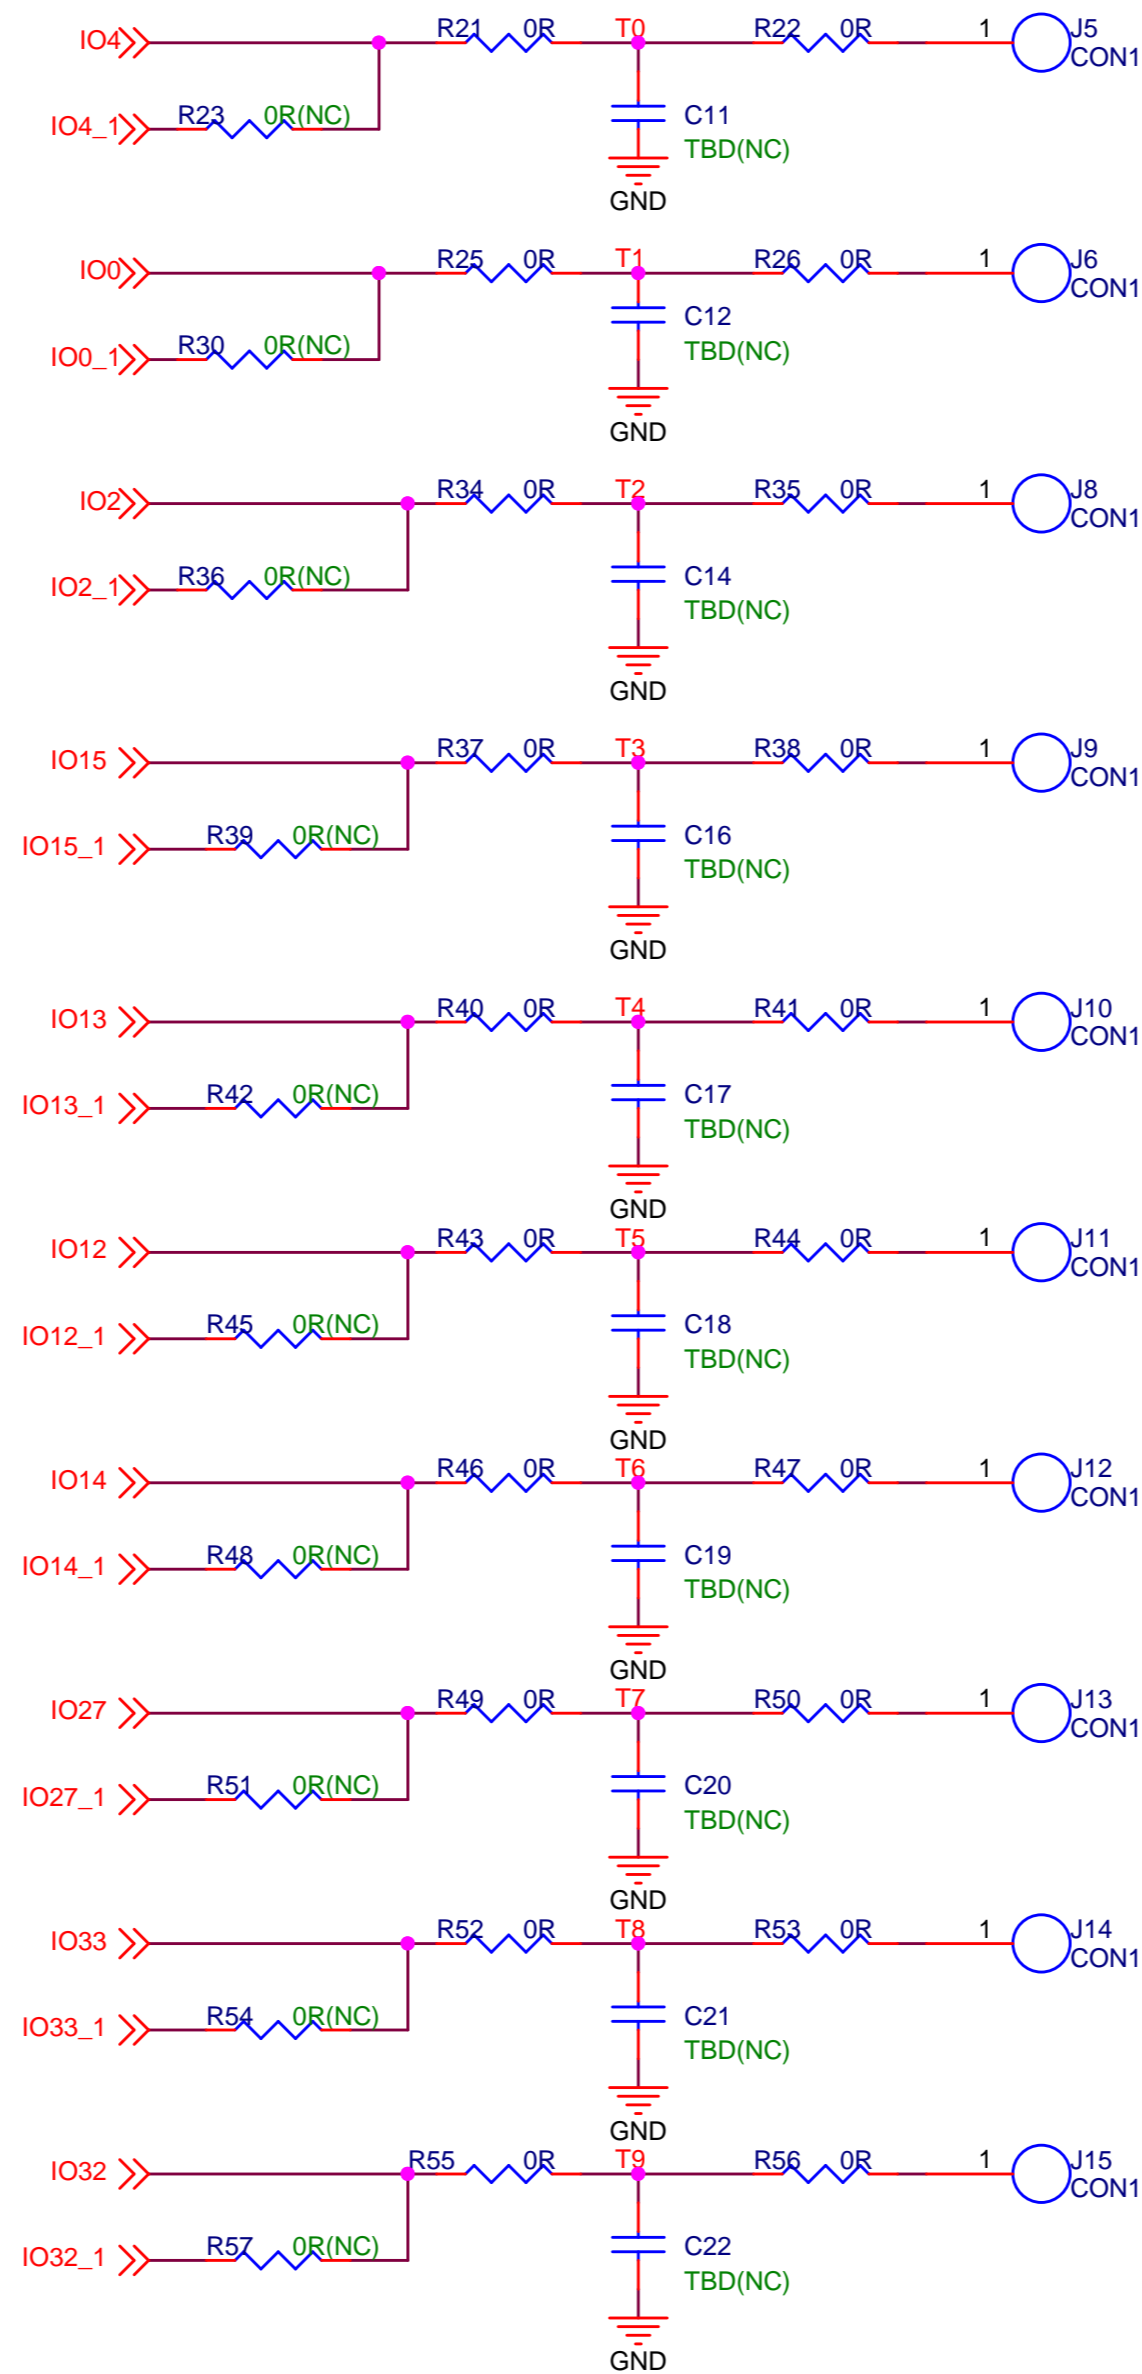 IO4 R21 0R T0 R22 0R 1 J5
CON1
IO4_1 R23 0R(NC) C11
TBD(NC)
GND
IO0 R25 0R T1 R26 0R 1 J6
CON1
C12
IO0_1 R30 0R(NC) TBD(NC)
GND
IO2 R34 0R T2 R35 0R 1 J8
CON1
IO2_1 R36 0R(NC) C14
TBD(NC)
GND
IO15 R37 0R T3 R38 0R 1 J9
CON1
IO15_1 R39 0R(NC) C16
TBD(NC)
GND
IO13 R40 0R T4 R41 0R 1 J10
CON1
IO13_1 R42 0R(NC) C17
TBD(NC)
GND
IO12 R43 0R T5 R44 0R 1 J11
CON1
IO12_1 R45 0R(NC) C18
TBD(NC)
GND
IO14 R46 0R T6 R47 0R 1 J12
CON1
IO14_1 R48 0R(NC) C19
TBD(NC)
GND
IO27 R49 0R T7 R50 0R 1 J13
CON1
IO27_1 R51 0R(NC) C20
TBD(NC)
GND
IO33 R52 0R T8 R53 0R 1 J14
CON1
IO33_1 R54 0R(NC) C21
TBD(NC)
GND
IO32 R55 0R T9 R56 0R 1 J15
CON1
IO32_1 R57 0R(NC) C22
TBD(NC)
GND